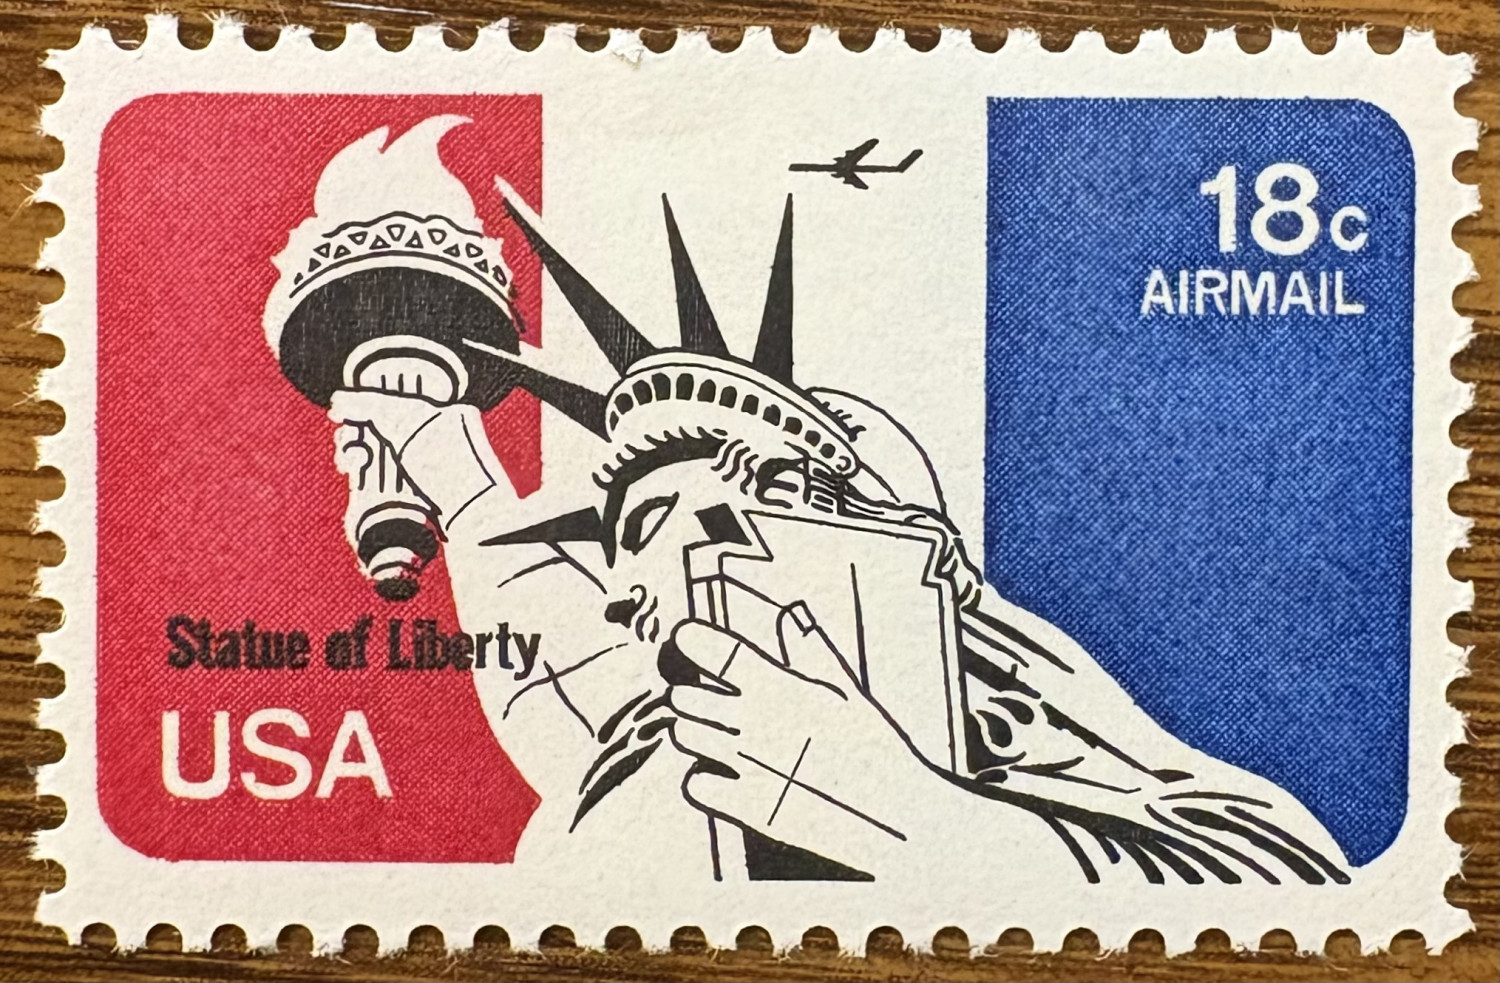 18c
AIRMAIL
Statue of Liberty
USA